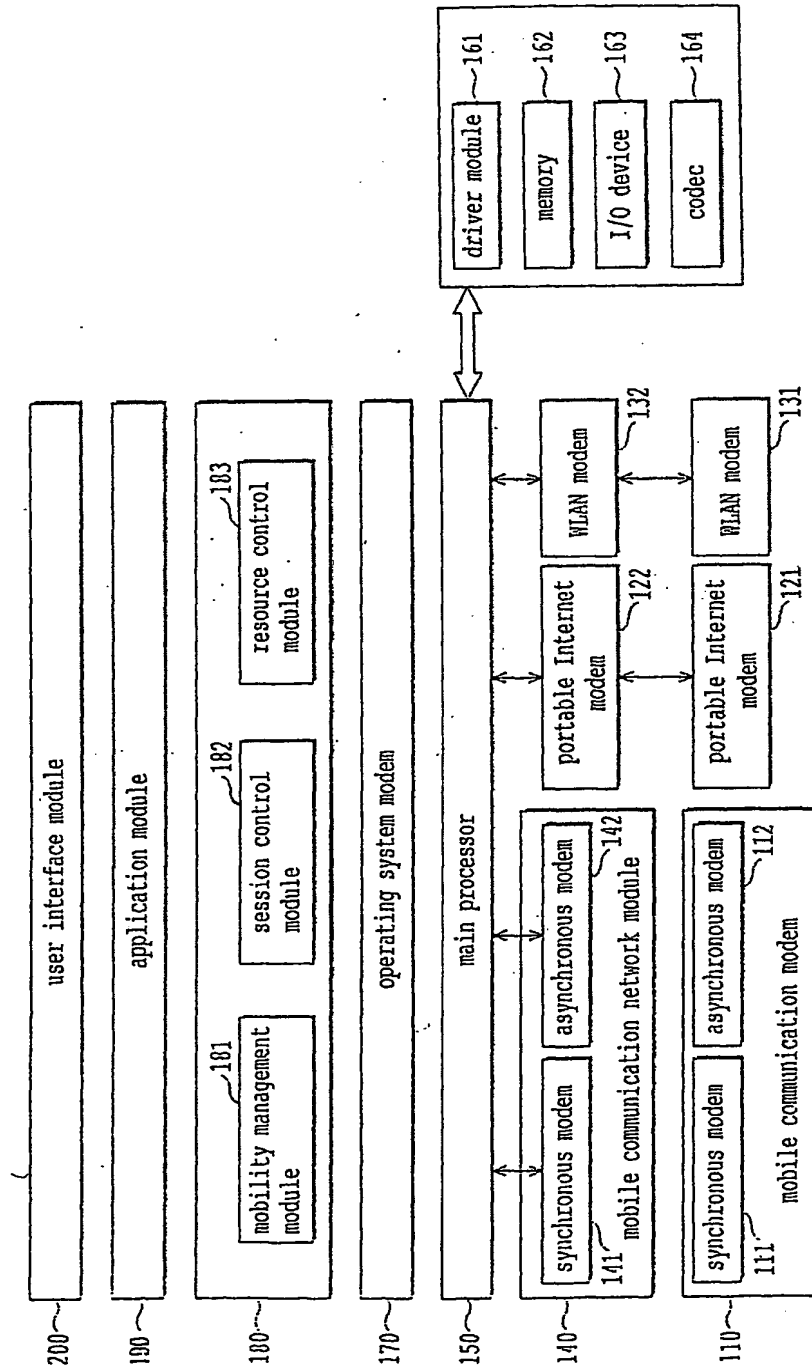 200
user interface module
190
application module
180
181
mobility management
module
182
session control
module
183
resource control
module
170
operating system modem
150
main processor
161
driver module
162
memory
163
I/O device
164
codec
140
synchronous modem
141
asynchronous modem
142
mobile communication network module
portable Internet
modem
122
WLAN modem
132
110
synchronous modem
111
asynchronous modem
112
mobile communication modem
portable Internet
modem
121
WLAN modem
131